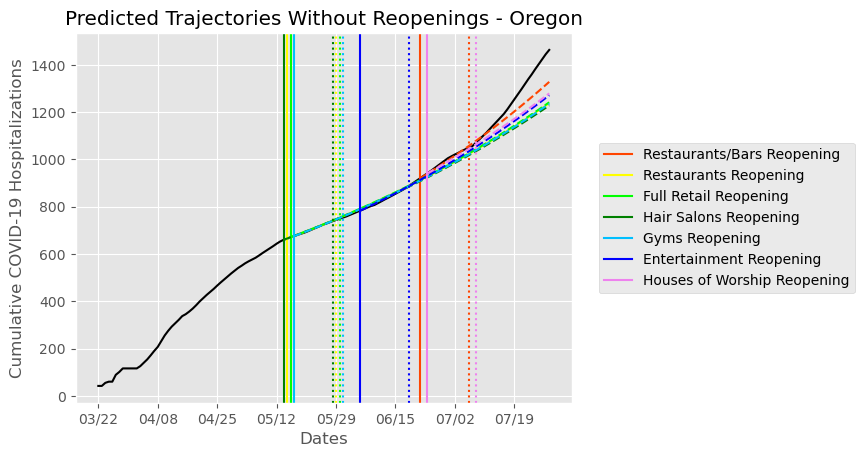 Predicted Trajectories Without Reopenings - Oregon
Cumulative COVID-19 Hospitalizations
1400
1200
1000
800
600
400
200
0
03/22 04/08 04/25 05/12 05/29 06/15 07/02 07/19
Dates
Restaurants/Bars Reopening
Restaurants Reopening
Full Retail Reopening
Hair Salons Reopening
Gyms Reopening
Entertainment Reopening
Houses of Worship Reopening